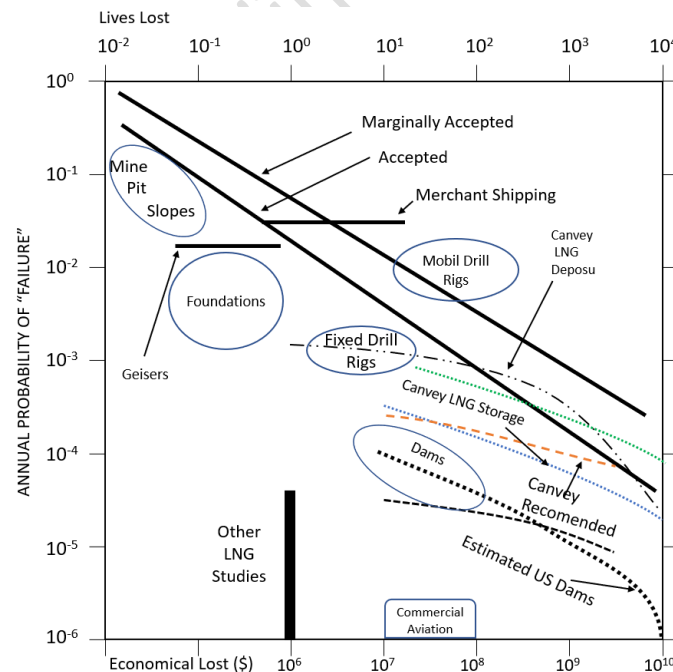 Lives Lost
10⁻² 10⁻¹ 10⁰ 10¹ 10² 10³ 10⁴
10⁰
10⁻¹
10⁻²
10⁻³
10⁻⁴
10⁻⁵
10⁻⁶
ANNUAL PROBABILITY OF "FAILURE"
Marginally Accepted
Accepted
Mine
Pit
Slopes
Merchant Shipping
Canvey
LNG
Deposu
Mobil Drill
Rigs
Foundations
Geisers
Fixed Drill
Rigs
Canvey LNG Storage
Dams
Canvey
Recomended
Other
LNG
Studies
Estimated US Dams
Commercial
Aviation
Economical Lost ($) 10⁶ 10⁷ 10⁸ 10⁹ 10¹⁰